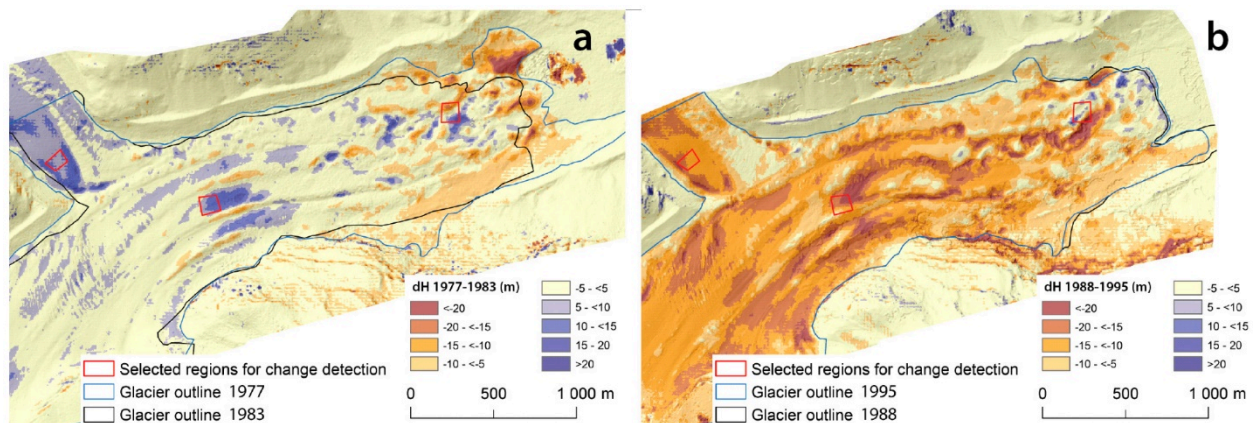 a
dH 1977-1983 (m)
<-20
-20 - <-15
-15 - <-10
-10 - <-5
-5 - <5
5 - <10
10 - <15
15 - 20
>20
Selected regions for change detection
Glacier outline 1977
Glacier outline 1983
0 500 1 000 m
b
dH 1988-1995 (m)
<-20
-20 - <-15
-15 - <-10
-10 - <-5
-5 - <5
5 - <10
10 - <15
15 - 20
>20
Selected regions for change detection
Glacier outline 1995
Glacier outline 1988
0 500 1 000 m